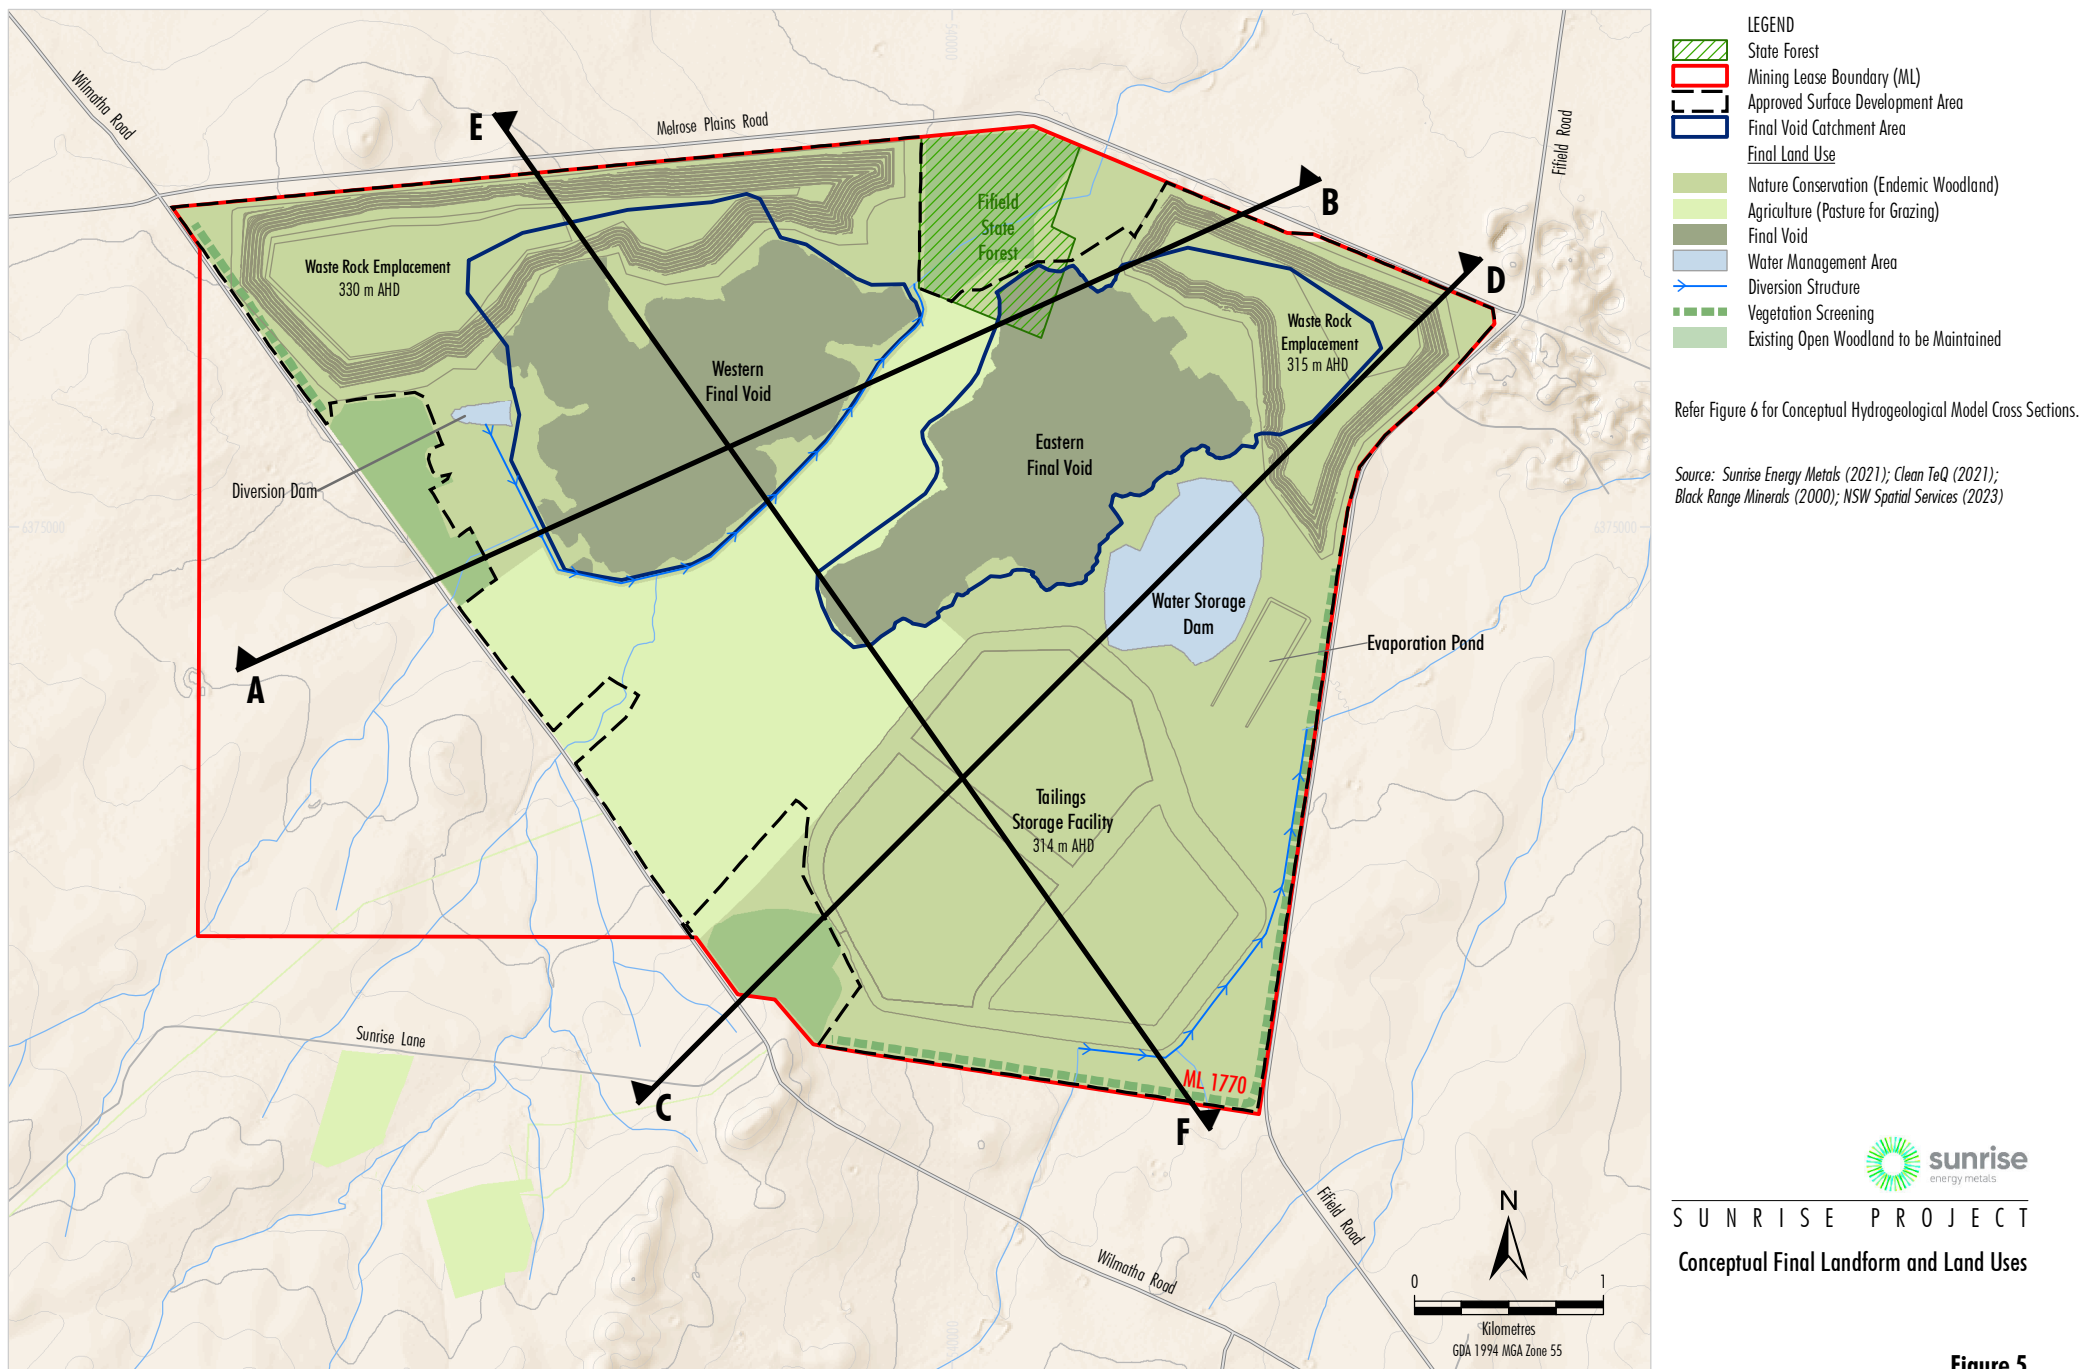 LEGEND
State Forest
Mining Lease Boundary (ML)
Approved Surface Development Area
Final Void Catchment Area
Final Land Use
Nature Conservation (Endemic Woodland)
Agriculture (Pasture for Grazing)
Final Void
Water Management Area
Diversion Structure
Vegetation Screening
Existing Open Woodland to be Maintained
Refer Figure 6 for Conceptual Hydrogeological Model Cross Sections.
Source: Sunrise Energy Metals (2021); Clean TeQ (2021);
Black Range Minerals (2000); NSW Spatial Services (2023)
540000
Wilmatha Road
E
Melrose Plains Road
Fifield Road
B
Fifield
State
Forest
D
Waste Rock Emplacement
330 m AHD
Waste Rock
Emplacement
315 m AHD
Western
Final Void
Eastern
Final Void
Diversion Dam
6375000
6375000
Water Storage
Dam
Evaporation Pond
A
Tailings
Storage Facility
314 m AHD
Sunrise Lane
ML 1770
C
F
Fifield Road
Wilmatha Road
540000
N
0 1
Kilometres
GDA 1994 MGA Zone 55
sunrise
energy metals
SUNRISE PROJECT
Conceptual Final Landform and Land Uses
Figure 5